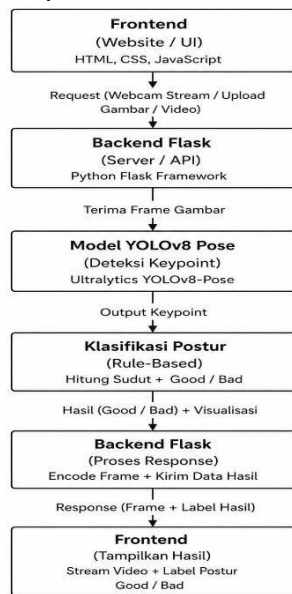 Frontend
(Website / UI)
HTML, CSS, JavaScript
Request (Webcam Stream / Upload
Gambar / Video)
Backend Flask
(Server / API)
Python Flask Framework
Terima Frame Gambar
Model YOLOv8 Pose
(Deteksi Keypoint)
Ultralytics YOLOv8-Pose
Output Keypoint
Klasifikasi Postur
(Rule-Based)
Hitung Sudut + Good / Bad
Hasil (Good / Bad) + Visualisasi
Backend Flask
(Proses Response)
Encode Frame + Kirim Data Hasil
Response (Frame + Label Hasil)
Frontend
(Tampilkan Hasil)
Stream Video + Label Postur
Good / Bad